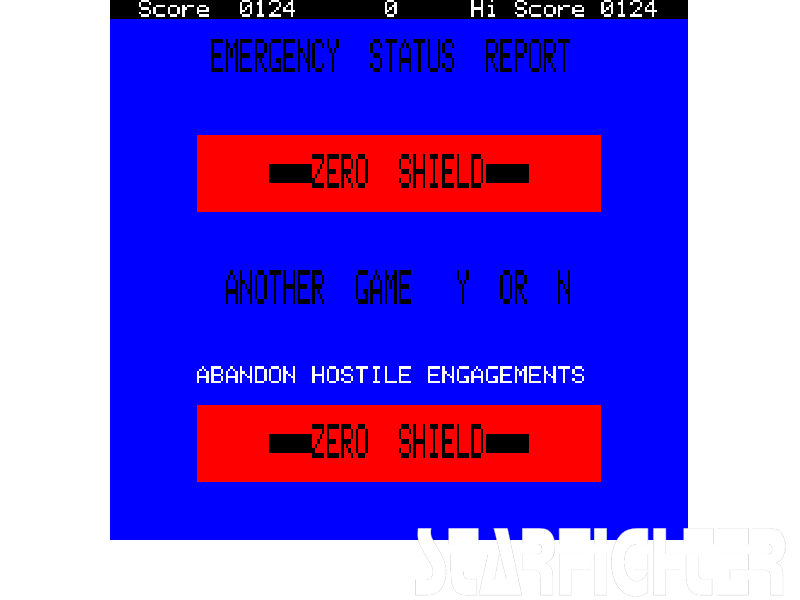 Score 0124 0 Hi Score 0124
EMERGENCY STATUS REPORT
ZERO SHIELD
ANOTHER GAME Y OR N
ABANDON HOSTILE ENGAGEMENTS
ZERO SHIELD
STARFIGHTER